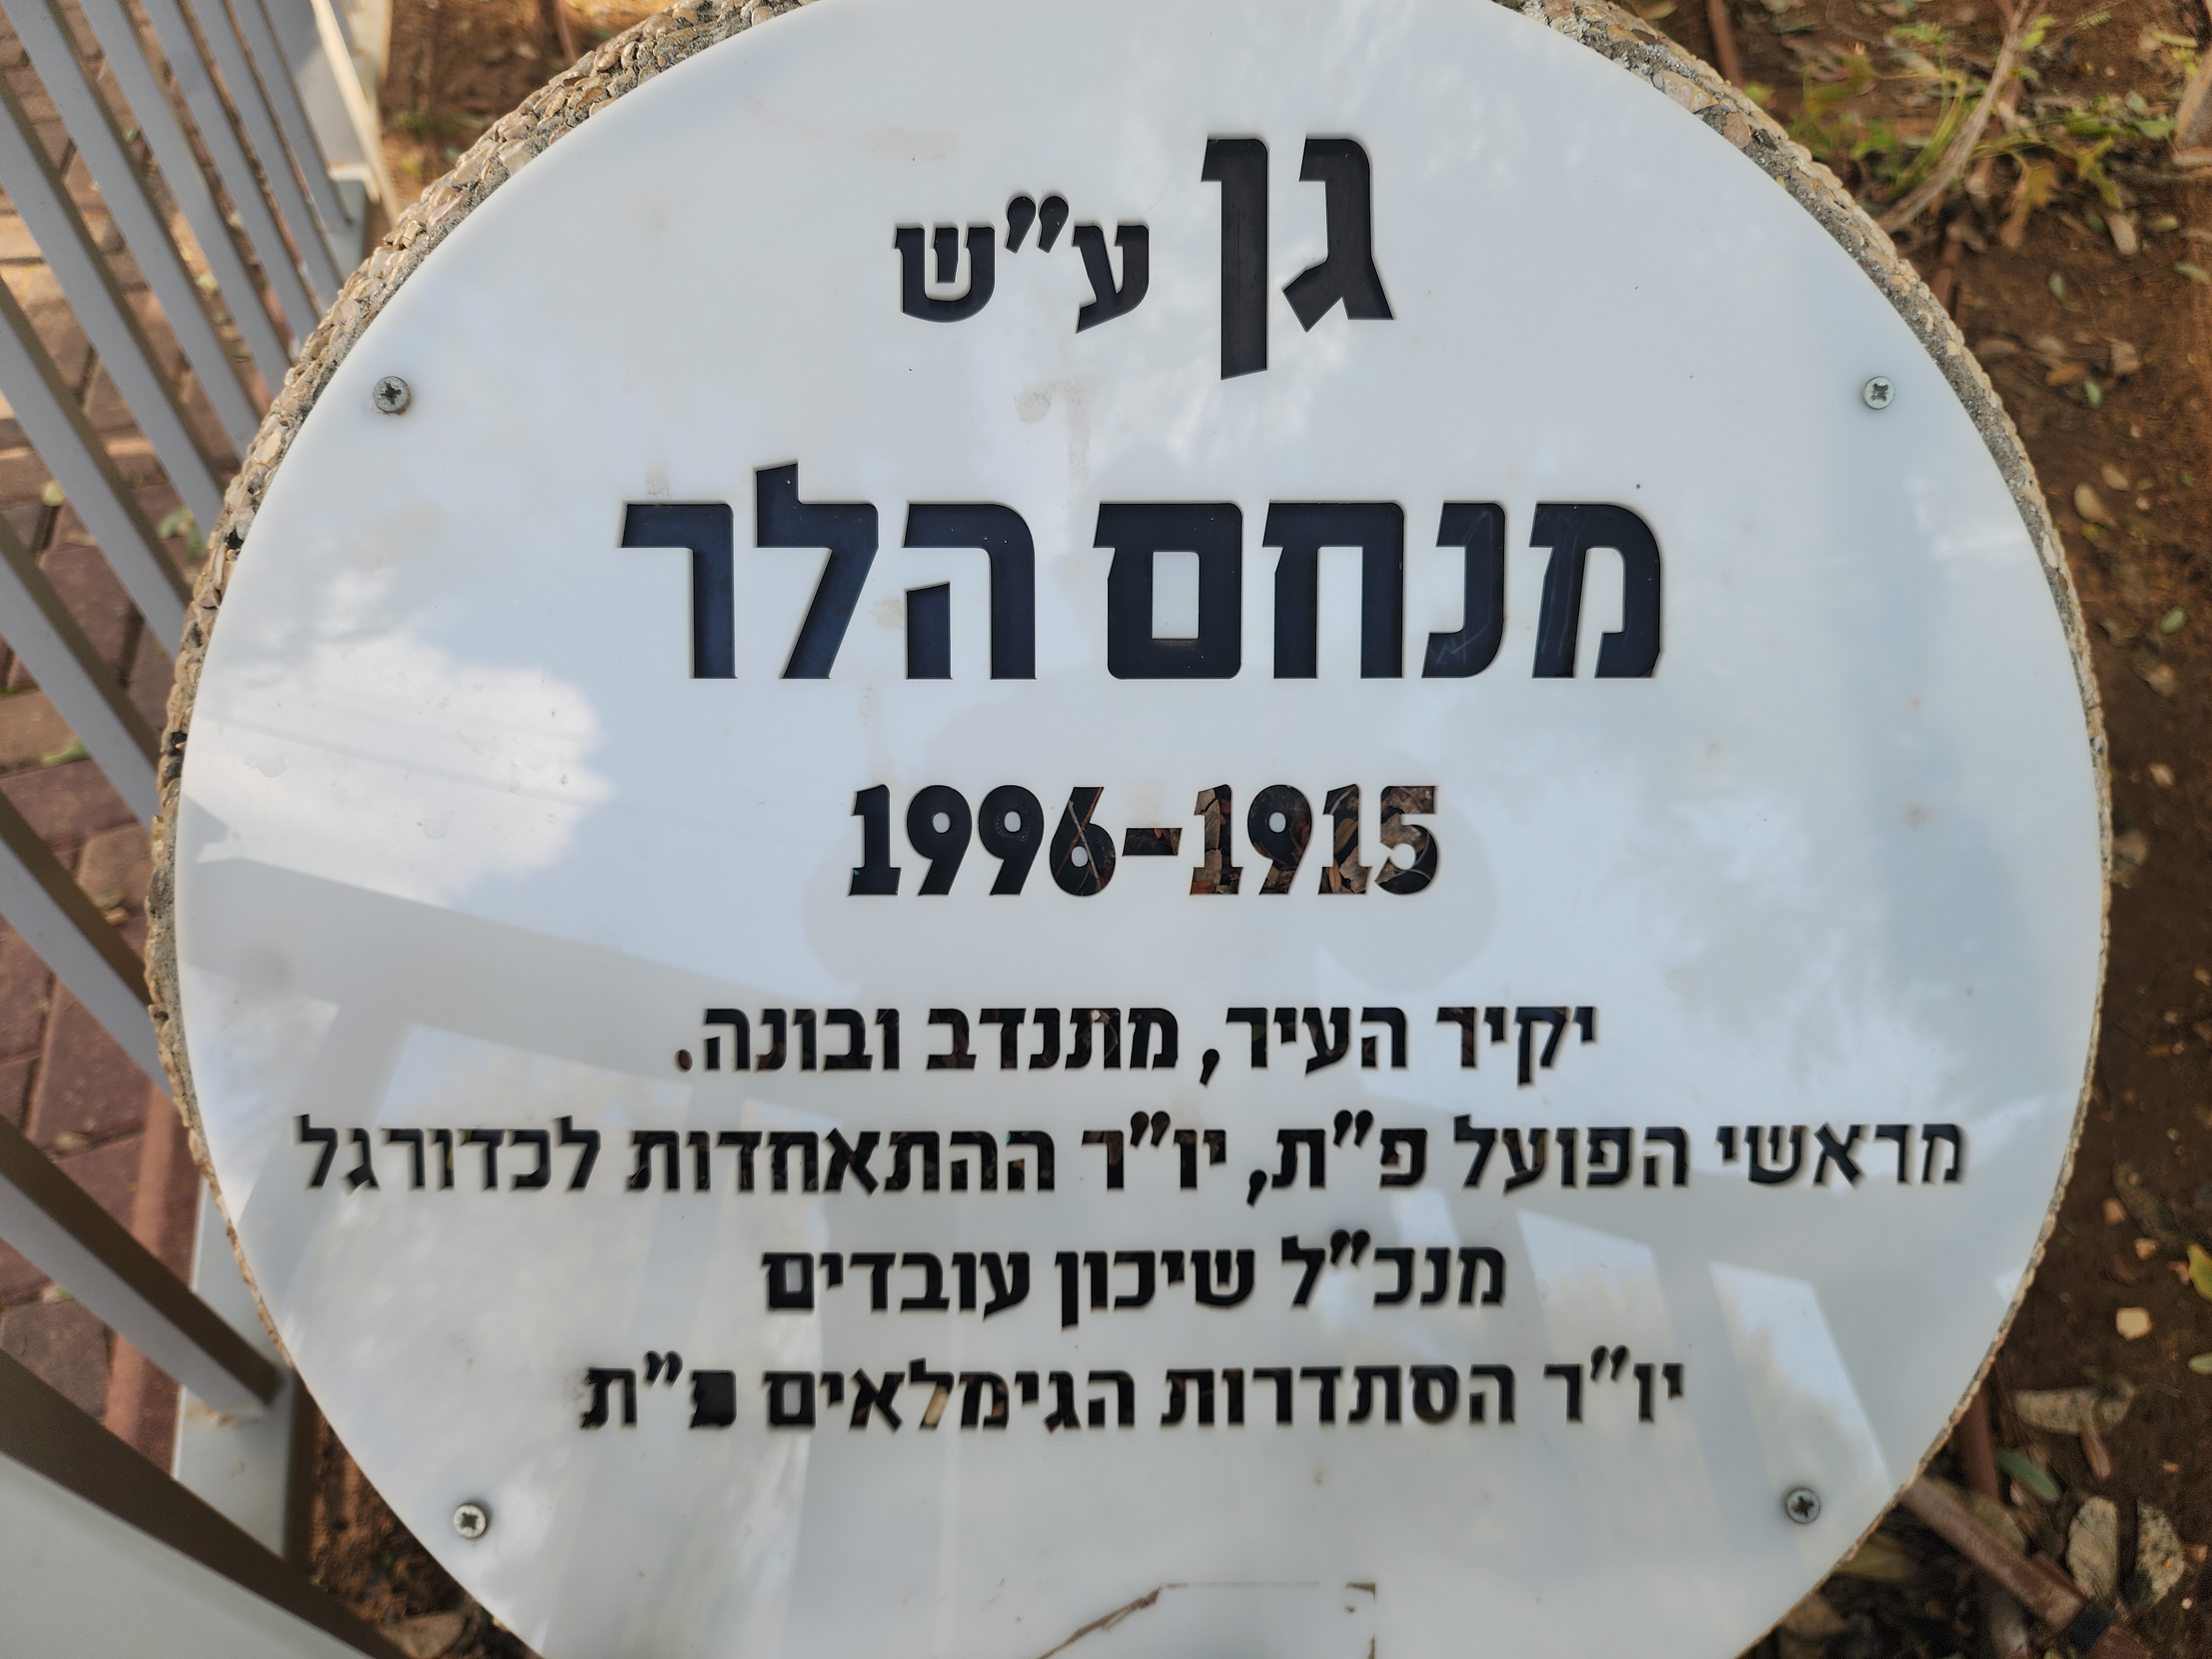 גן ע"ש
מנחם הלר
1996-1915
יקיר העיר, מתנדב ובונה.
מראשי הפועל פ"ת, יו"ר ההתאחדות לכדורגל
מנכ"ל שיכון עובדים
יו"ר הסתדרות הגימלאים פ"ת